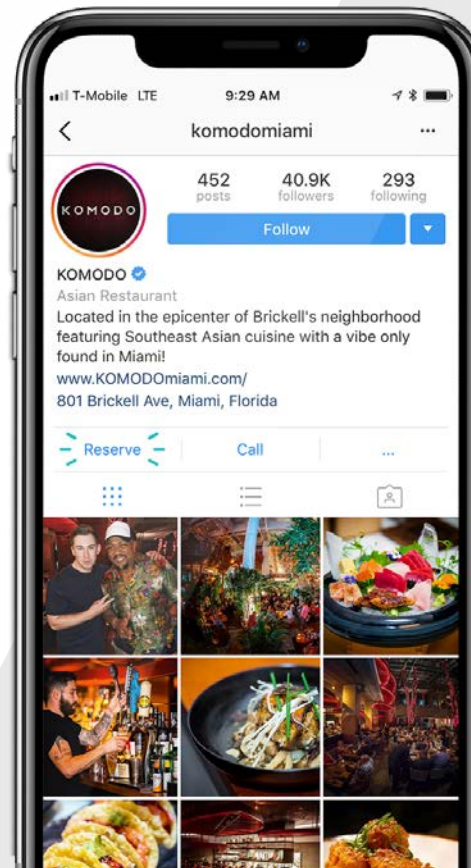 T-Mobile LTE 9:29 AM
komodomiami ...
KOMODO
452 40.9K 293
posts followers following
Follow
KOMODO
Asian Restaurant
Located in the epicenter of Brickell's neighborhood
featuring Southeast Asian cuisine with a vibe only
found in Miami!
www.KOMODOmiami.com/
801 Brickell Ave, Miami, Florida
Reserve Call ...